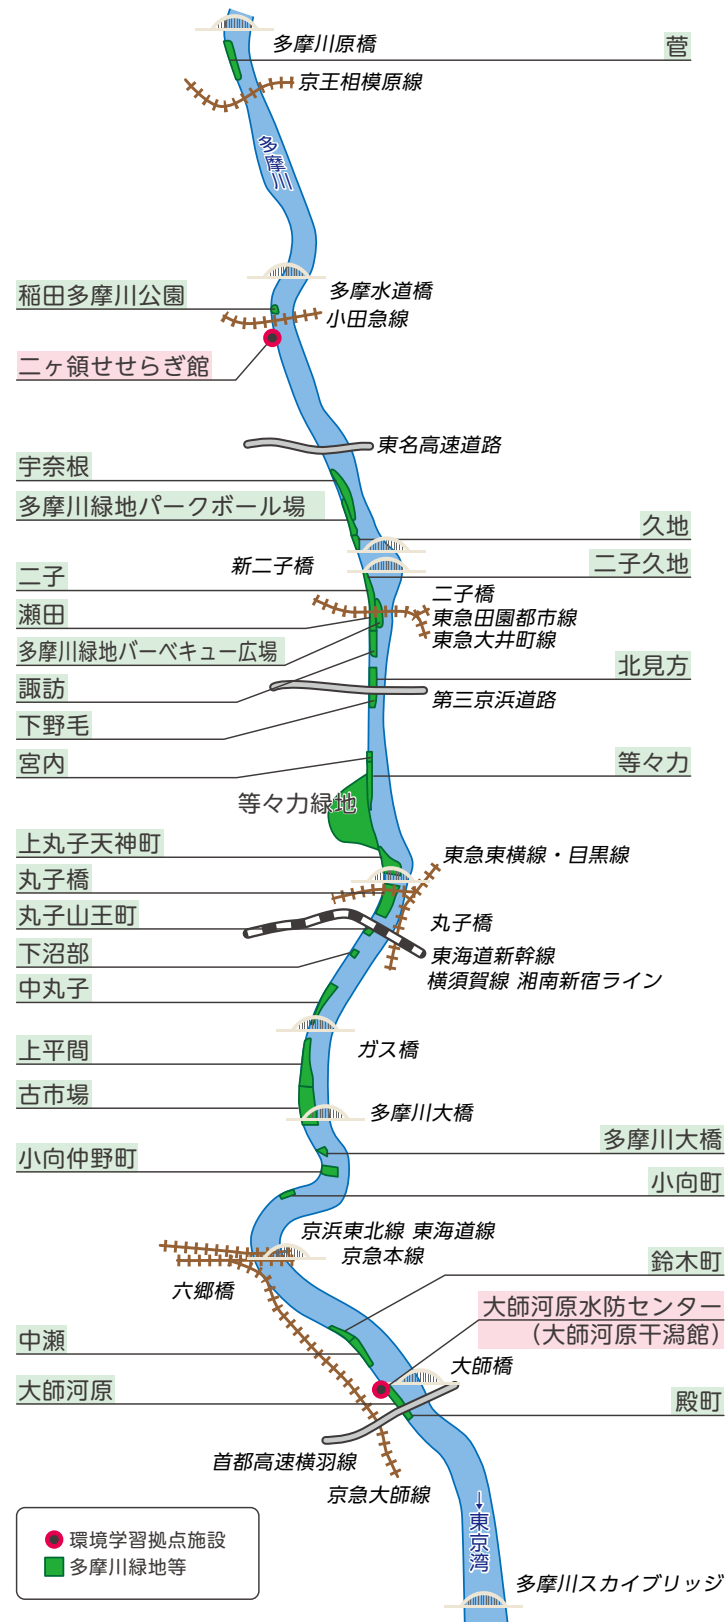 多摩川原橋
菅
京王相模原線
多摩川
稲田多摩川公園
多摩水道橋
小田急線
二ヶ領せせらぎ館
東名高速道路
宇奈根
多摩川緑地パークボール場
久地
新二子橋
二子久地
二子
二子橋
瀬田
東急田園都市線
東急大井町線
多摩川緑地バーベキュー広場
北見方
諏訪
第三京浜道路
下野毛
宮内
等々力
等々力緑地
上丸子天神町
東急東横線・目黒線
丸子橋
丸子山王町
丸子橋
下沼部
東海道新幹線
横須賀線 湘南新宿ライン
中丸子
上平間
ガス橋
古市場
多摩川大橋
多摩川大橋
小向仲野町
小向町
京浜東北線 東海道線
京急本線
鈴木町
六郷橋
大師河原水防センター
（大師河原干潟館）
中瀬
大師橋
大師河原
殿町
首都高速横羽線
京急大師線
→東京湾
環境学習拠点施設
多摩川緑地等
多摩川スカイブリッジ